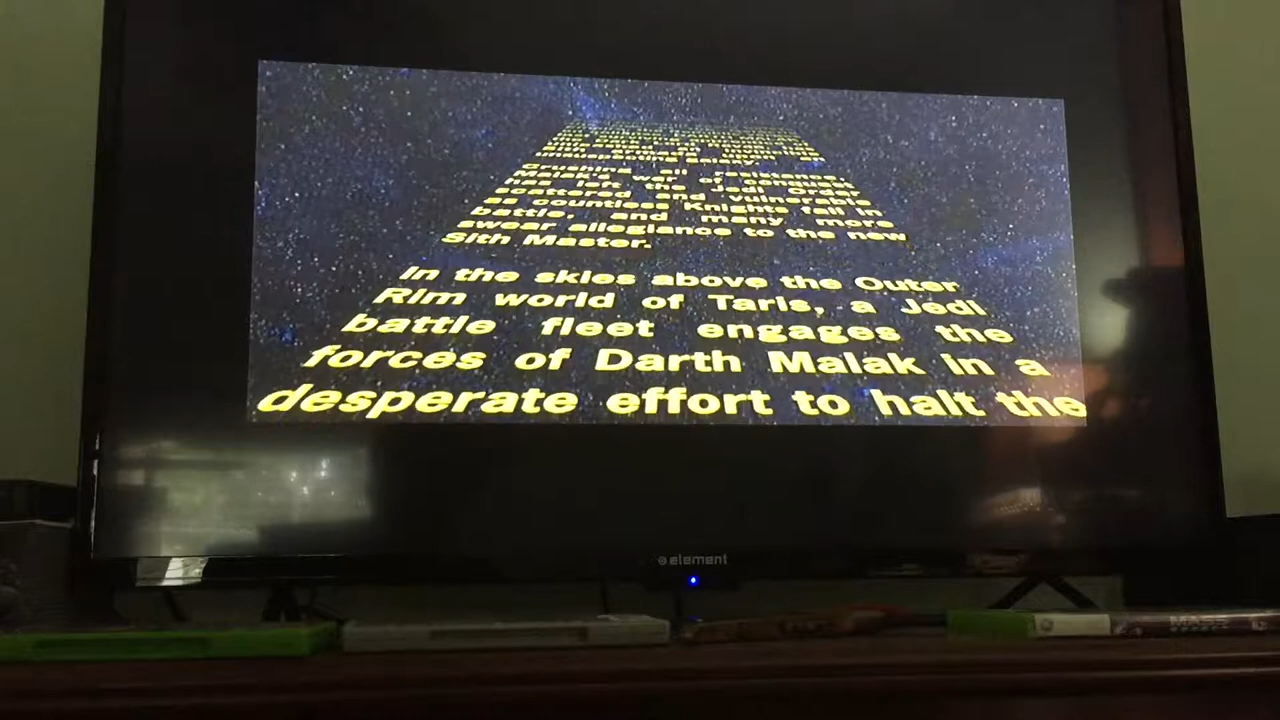 Crushing all resistance,
Malak's war of conquest
has left the Jedi Order
scattered and vulnerable
as countless Knights fall in
battle, and many more
swear allegiance to the new
Sith Master.
In the skies above the Outer
Rim world of Taris, a Jedi
battle fleet engages the
forces of Darth Malak in a
desperate effort to halt the
element
MASS